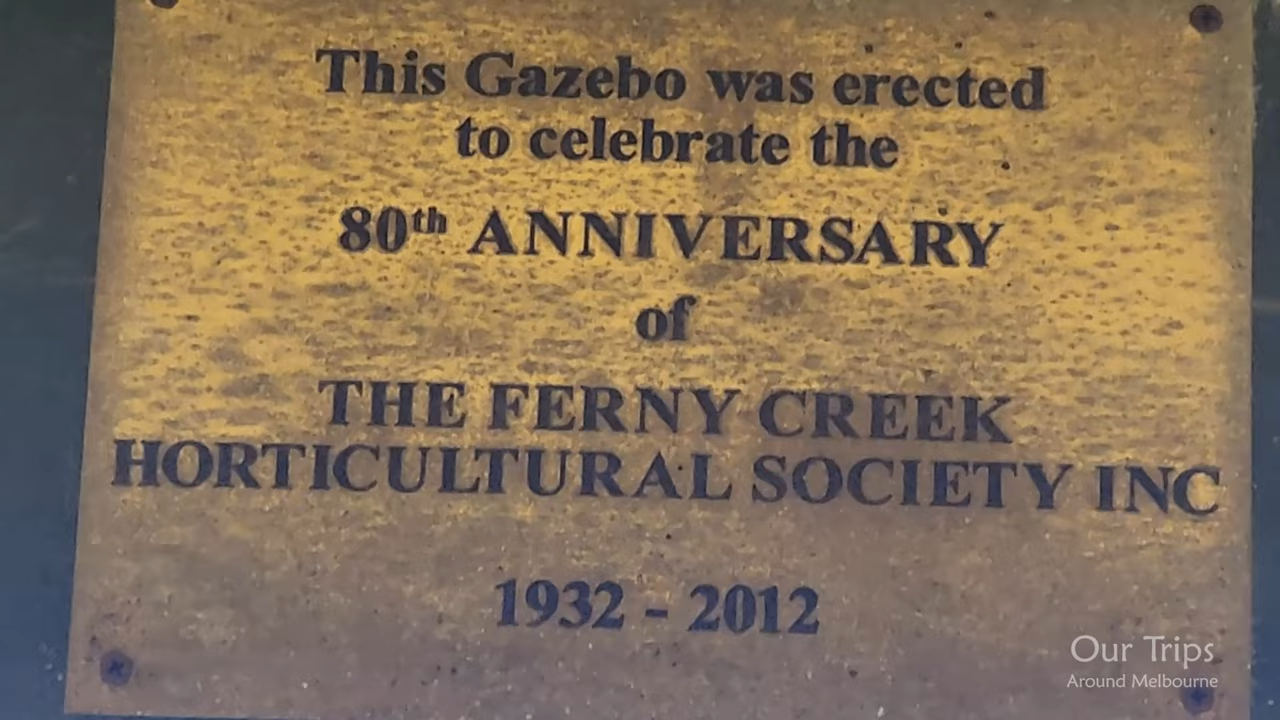 This Gazebo was erected
to celebrate the
80th ANNIVERSARY
of
THE FERNY CREEK
HORTICULTURAL SOCIETY INC
1932 - 2012
Our Trips
Around Melbourne